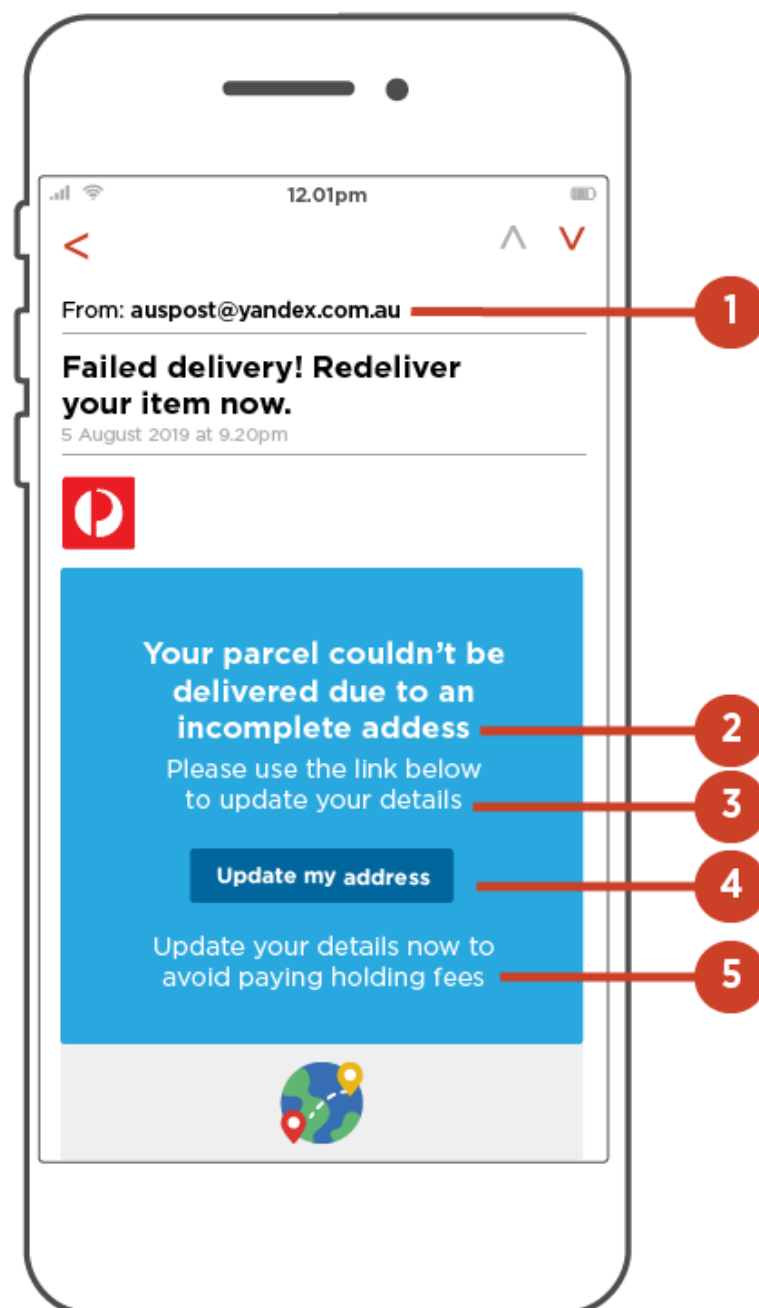 12.01pm
From: auspost@yandex.com.au
1
Failed delivery! Redeliver
your item now.
5 August 2019 at 9.20pm
Your parcel couldn’t be
delivered due to an
incomplete addess
2
Please use the link below
to update your details
3
Update my address
4
Update your details now to
avoid paying holding fees
5